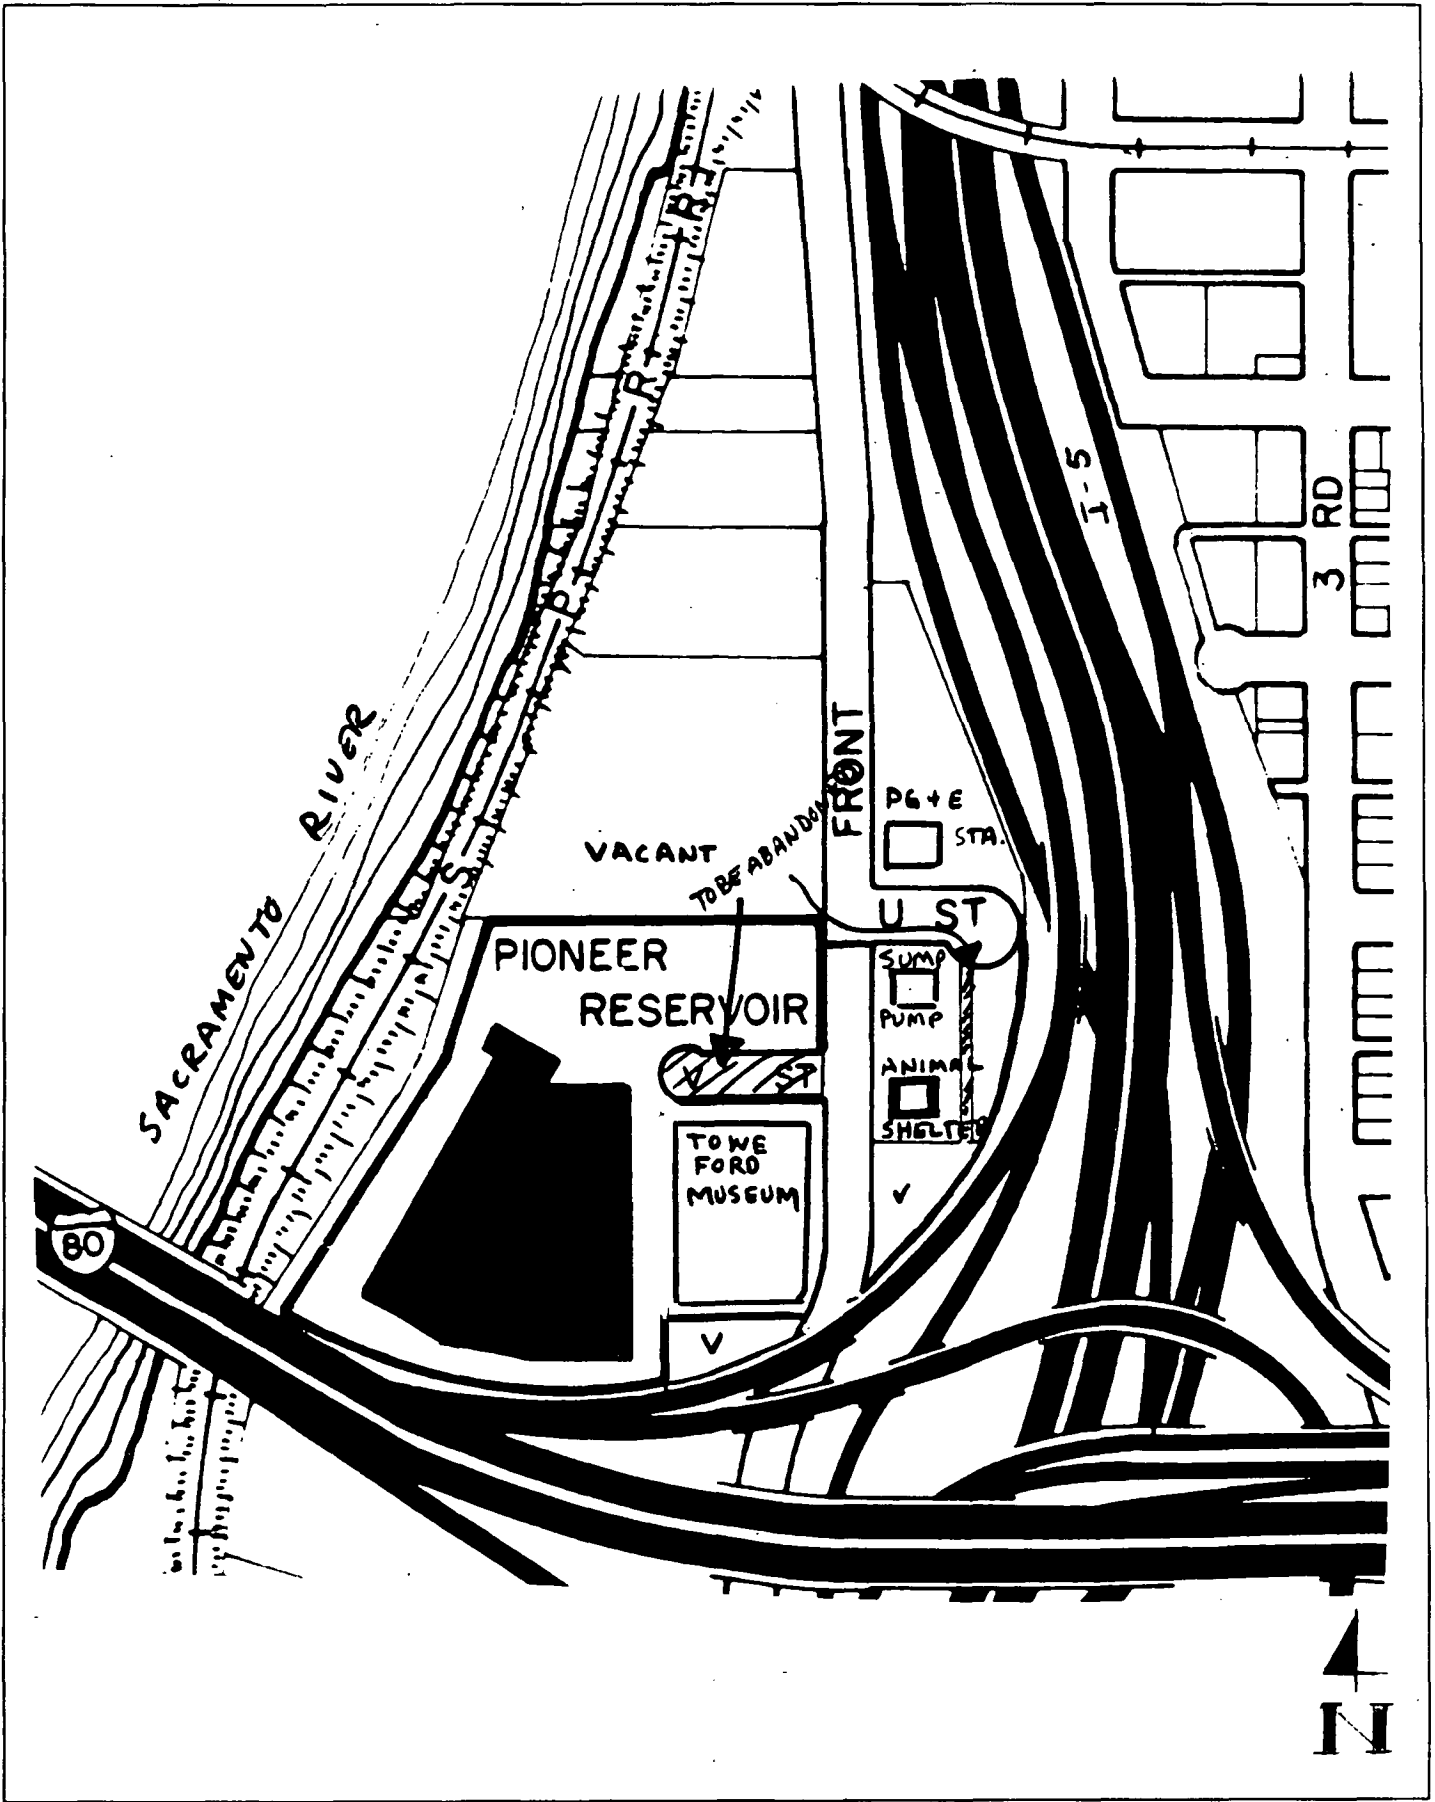 S.P.R.R.
I-5
3 RD
SACRAMENTO RIVER
FRONT
PG+E
STA.
VACANT
TO BE ABANDONED
U ST
PIONEER
RESERVOIR
SUMP
PUMP
V ST
ANIMAL
SHELTER
TOWE
FORD
MUSEUM
V
V
80
N